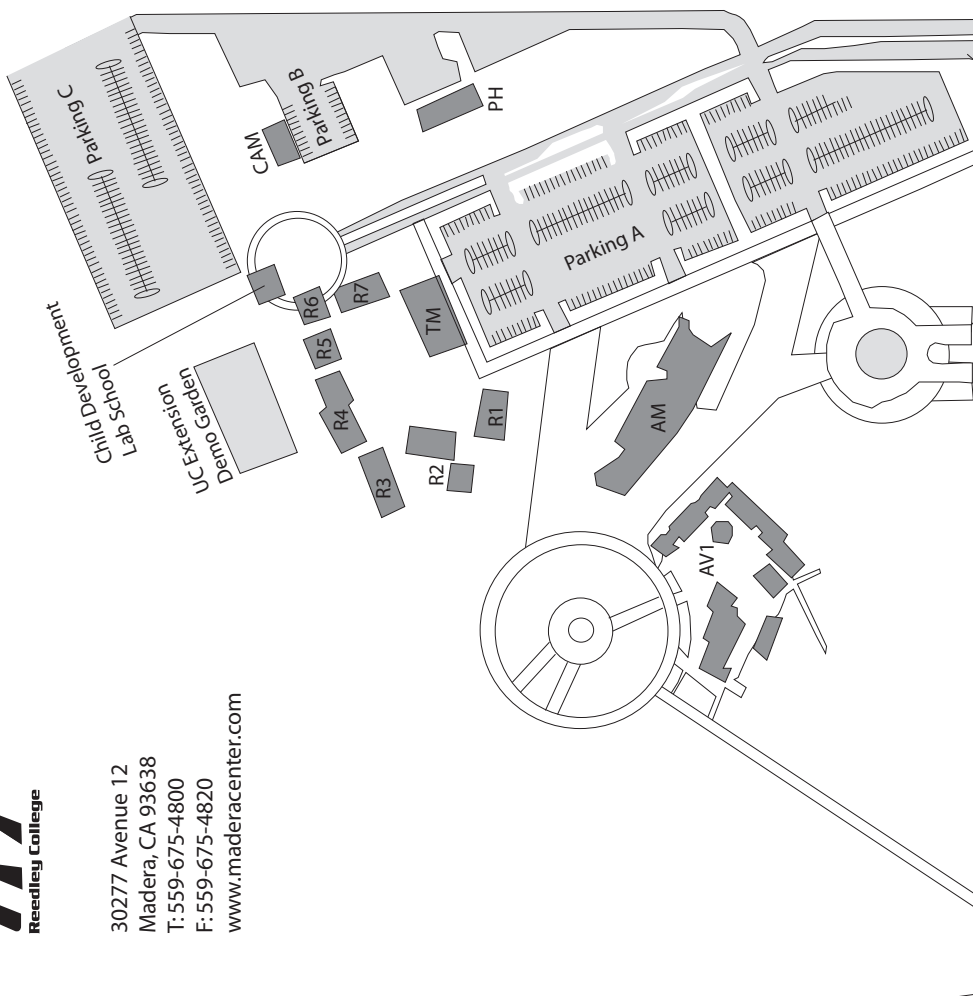 Reedley College
30277 Avenue 12
Madera, CA 93638
T: 559-675-4800
F: 559-675-4820
www.maderacenter.com
Child Development
Lab School
UC Extension
Demo Garden
Parking C
CAM
Parking B
PH
R6
R7
R5
R4
R3
R2
R1
TM
Parking A
AM
AV1